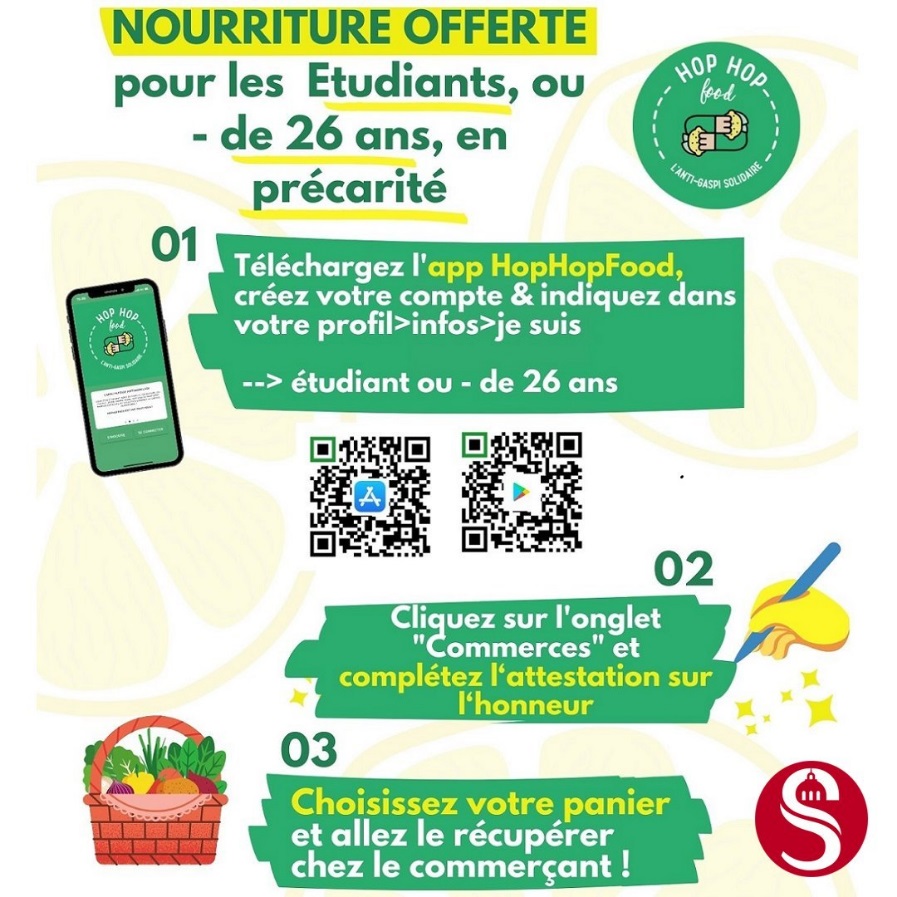 NOURRITURE OFFERTE
pour les Etudiants, ou
- de 26 ans, en
précarité
HOP HOP
food
L'ANTI-GASPI SOLIDAIRE
01
Téléchargez l'app HopHopFood,
créez votre compte & indiquez dans
votre profil>infos>je suis
--> étudiant ou - de 26 ans
HOP HOP
food
L'ANTI-GASPI SOLIDAIRE
02
Cliquez sur l'onglet
"Commerces" et
complétez l‘attestation sur
l‘honneur
03
Choisissez votre panier
et allez le récupérer
chez le commerçant !
S